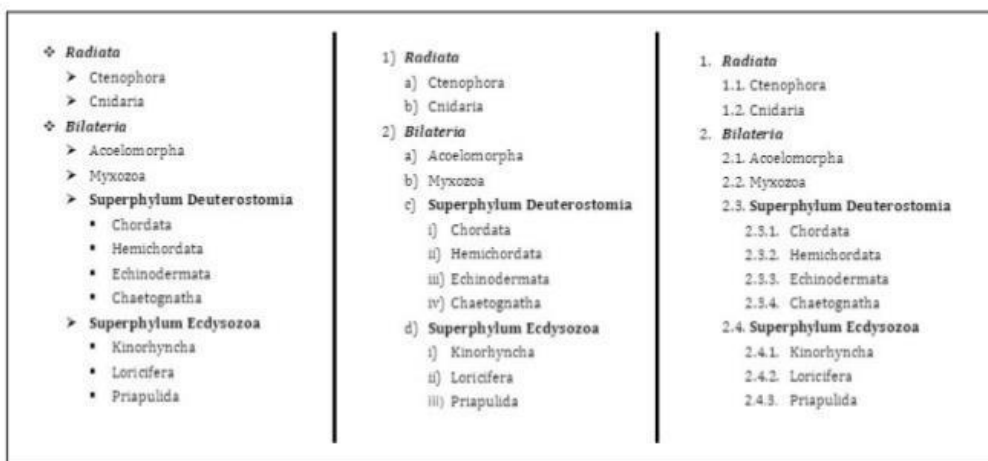 ❖ Radiata
➤ Ctenophora
➤ Cnidaria
❖ Bilateria
➤ Acoelomorpha
➤ Myxozoa
➤ Superphylum Deuterostomia
▪ Chordata
▪ Hemichordata
▪ Echinodermata
▪ Chaetognatha
➤ Superphylum Ecdysozoa
▪ Kinorhyncha
▪ Loricifera
▪ Priapulida
1) Radiata
a) Ctenophora
b) Cnidaria
2) Bilateria
a) Acoelomorpha
b) Myxozoa
c) Superphylum Deuterostomia
i) Chordata
ii) Hemichordata
iii) Echinodermata
iv) Chaetognatha
d) Superphylum Ecdysozoa
i) Kinorhyncha
ii) Loricifera
iii) Priapulida
1. Radiata
1.1. Ctenophora
1.2. Cnidaria
2. Bilateria
2.1. Acoelomorpha
2.2. Myxozoa
2.3. Superphylum Deuterostomia
2.3.1. Chordata
2.3.2. Hemichordata
2.3.3. Echinodermata
2.3.4. Chaetognatha
2.4. Superphylum Ecdysozoa
2.4.1. Kinorhyncha
2.4.2. Loricifera
2.4.3. Priapulida